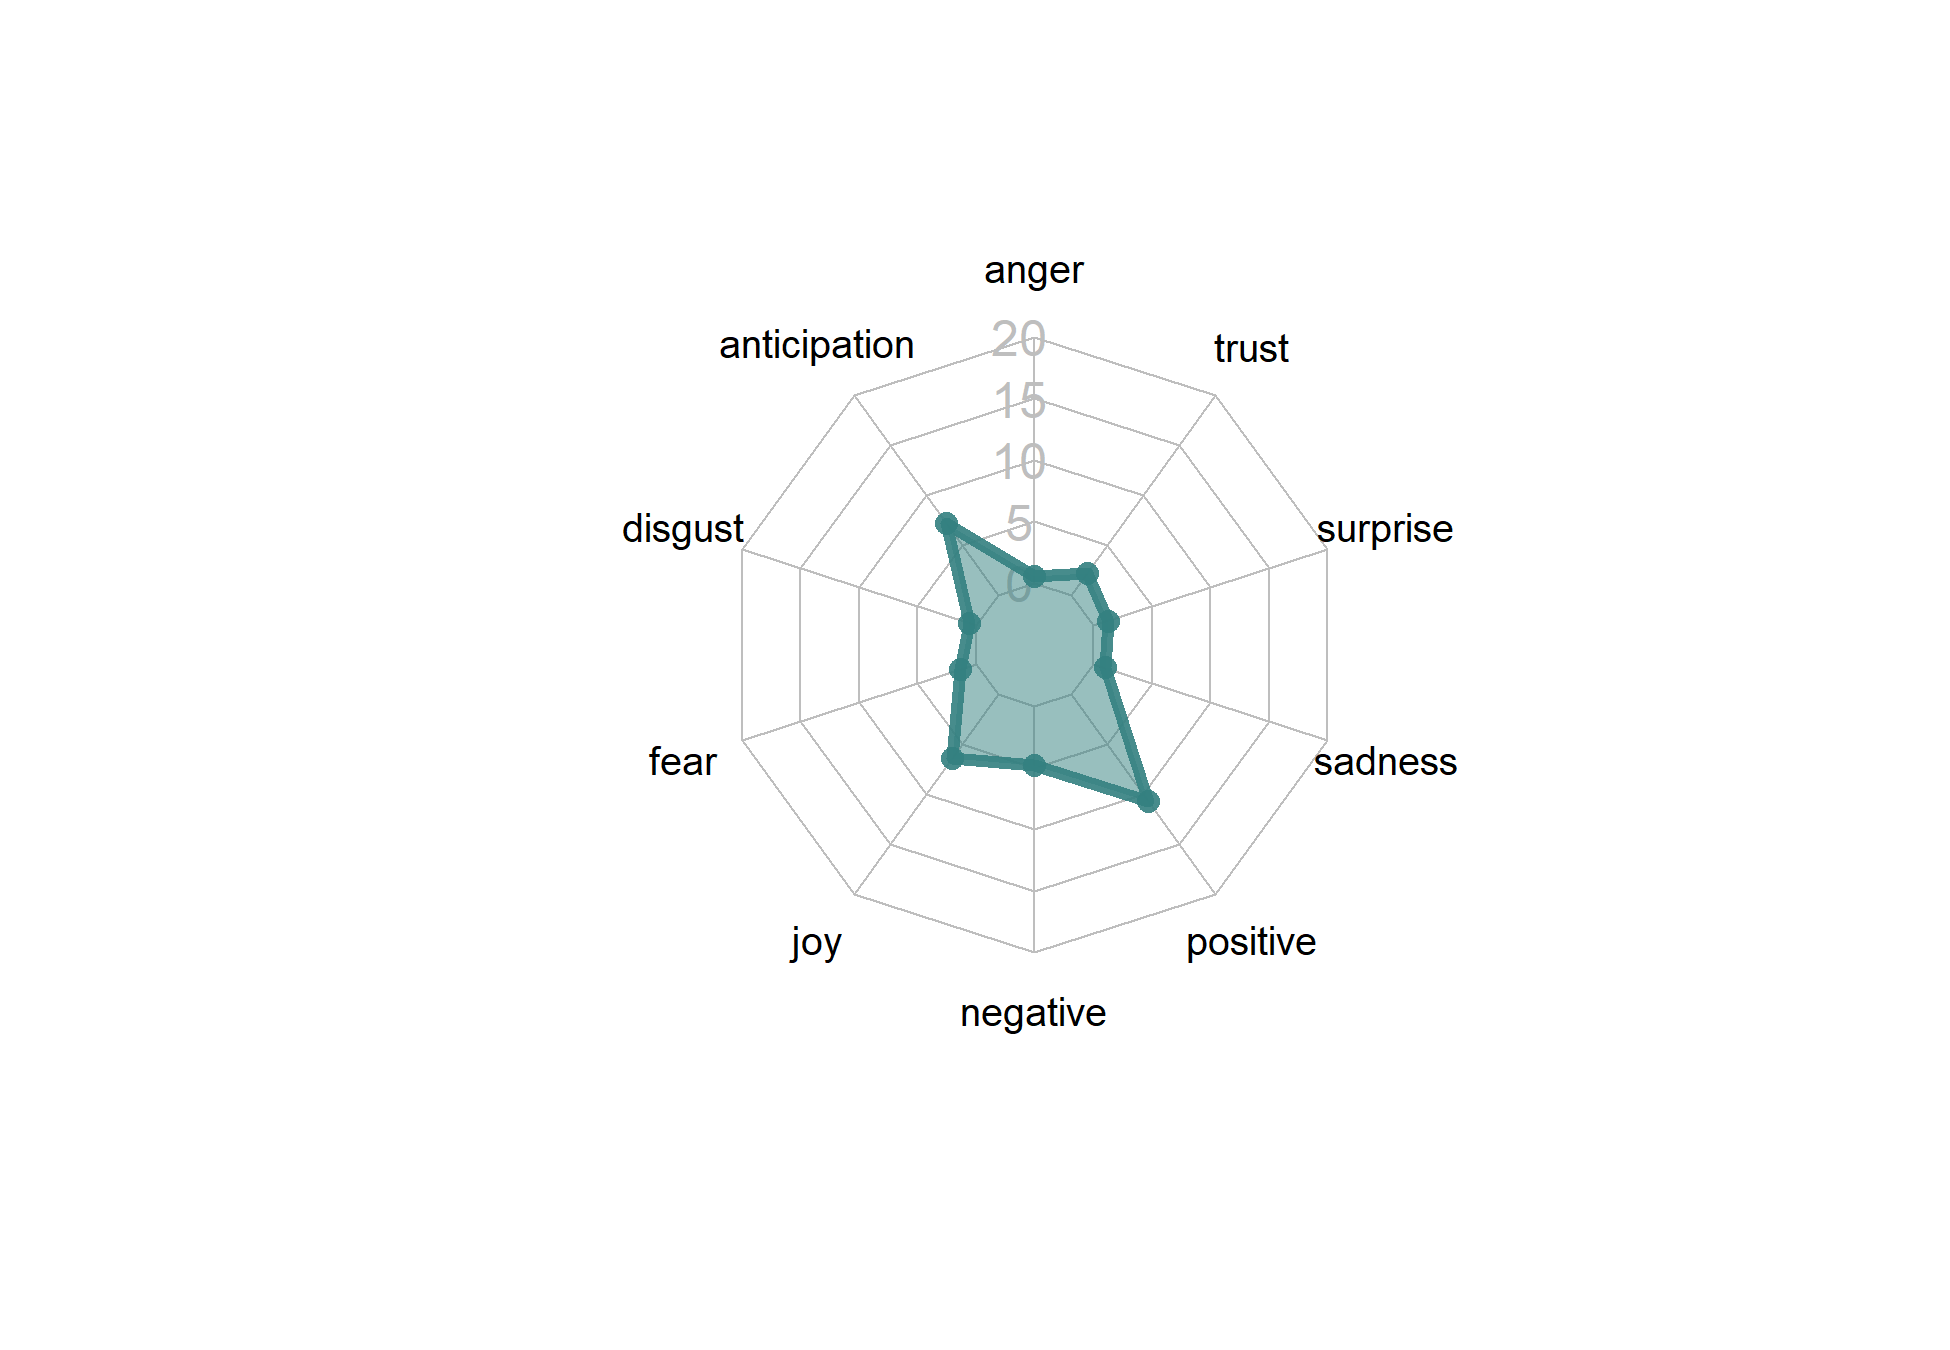 anger
anticipation
20
trust
15
10
disgust
5
surprise
0
fear
sadness
joy
positive
negative